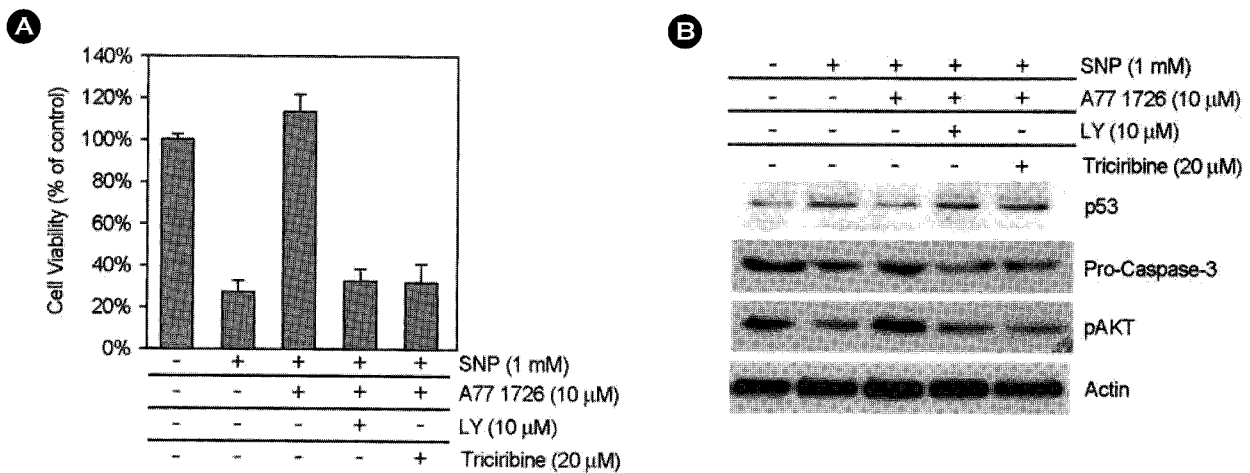 A
140%
120%
100%
80%
60%
40%
20%
0%
Cell Viability (% of control)
- + + + + SNP (1 mM)
- - + + + A77 1726 (10 μM)
- - - + - LY (10 μM)
- - - - + Triciribine (20 μM)
B
- + + + + SNP (1 mM)
- - + + + A77 1726 (10 μM)
- - - + - LY (10 μM)
- - - - + Triciribine (20 μM)
p53
Pro-Caspase-3
pAKT
Actin